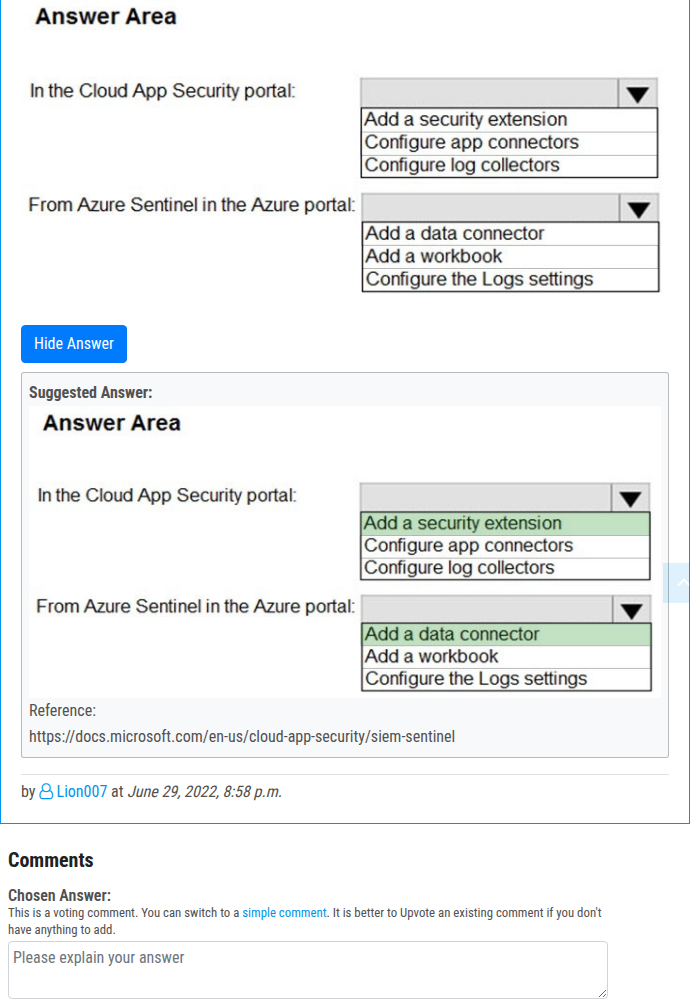 Answer Area
In the Cloud App Security portal:
Add a security extension
Configure app connectors
Configure log collectors
From Azure Sentinel in the Azure portal:
Add a data connector
Add a workbook
Configure the Logs settings
Hide Answer
Suggested Answer:
Answer Area
In the Cloud App Security portal:
Add a security extension
Configure app connectors
Configure log collectors
From Azure Sentinel in the Azure portal:
Add a data connector
Add a workbook
Configure the Logs settings
Reference:
https://docs.microsoft.com/en-us/cloud-app-security/siem-sentinel
by Lion007 at June 29, 2022, 8:58 p.m.
Comments
Chosen Answer:
This is a voting comment. You can switch to a simple comment. It is better to Upvote an existing comment if you don't
have anything to add.
Please explain your answer